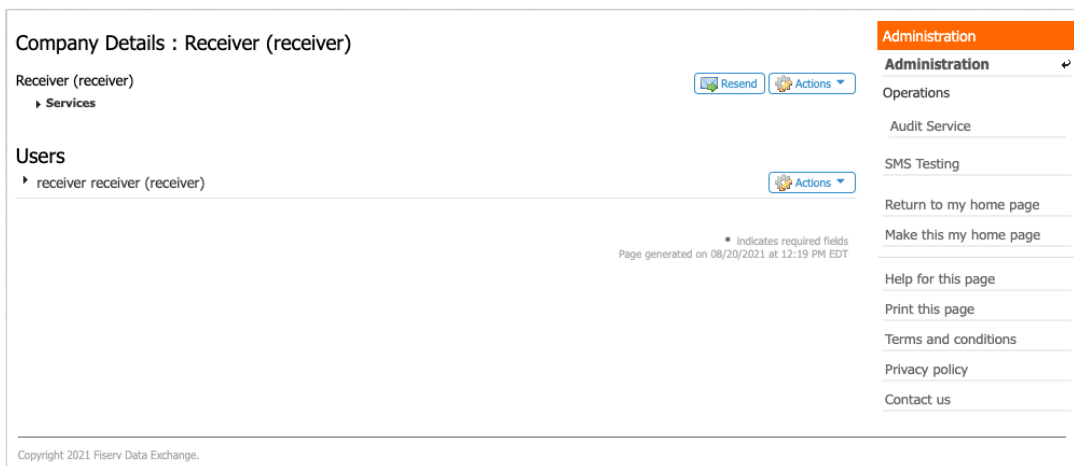 Company Details : Receiver (receiver)
Receiver (receiver)
Resend
Actions
Services
Users
receiver receiver (receiver)
Actions
* indicates required fields
Page generated on 08/20/2021 at 12:19 PM EDT
Administration
Administration
Operations
Audit Service
SMS Testing
Return to my home page
Make this my home page
Help for this page
Print this page
Terms and conditions
Privacy policy
Contact us
Copyright 2021 Fiserv Data Exchange.